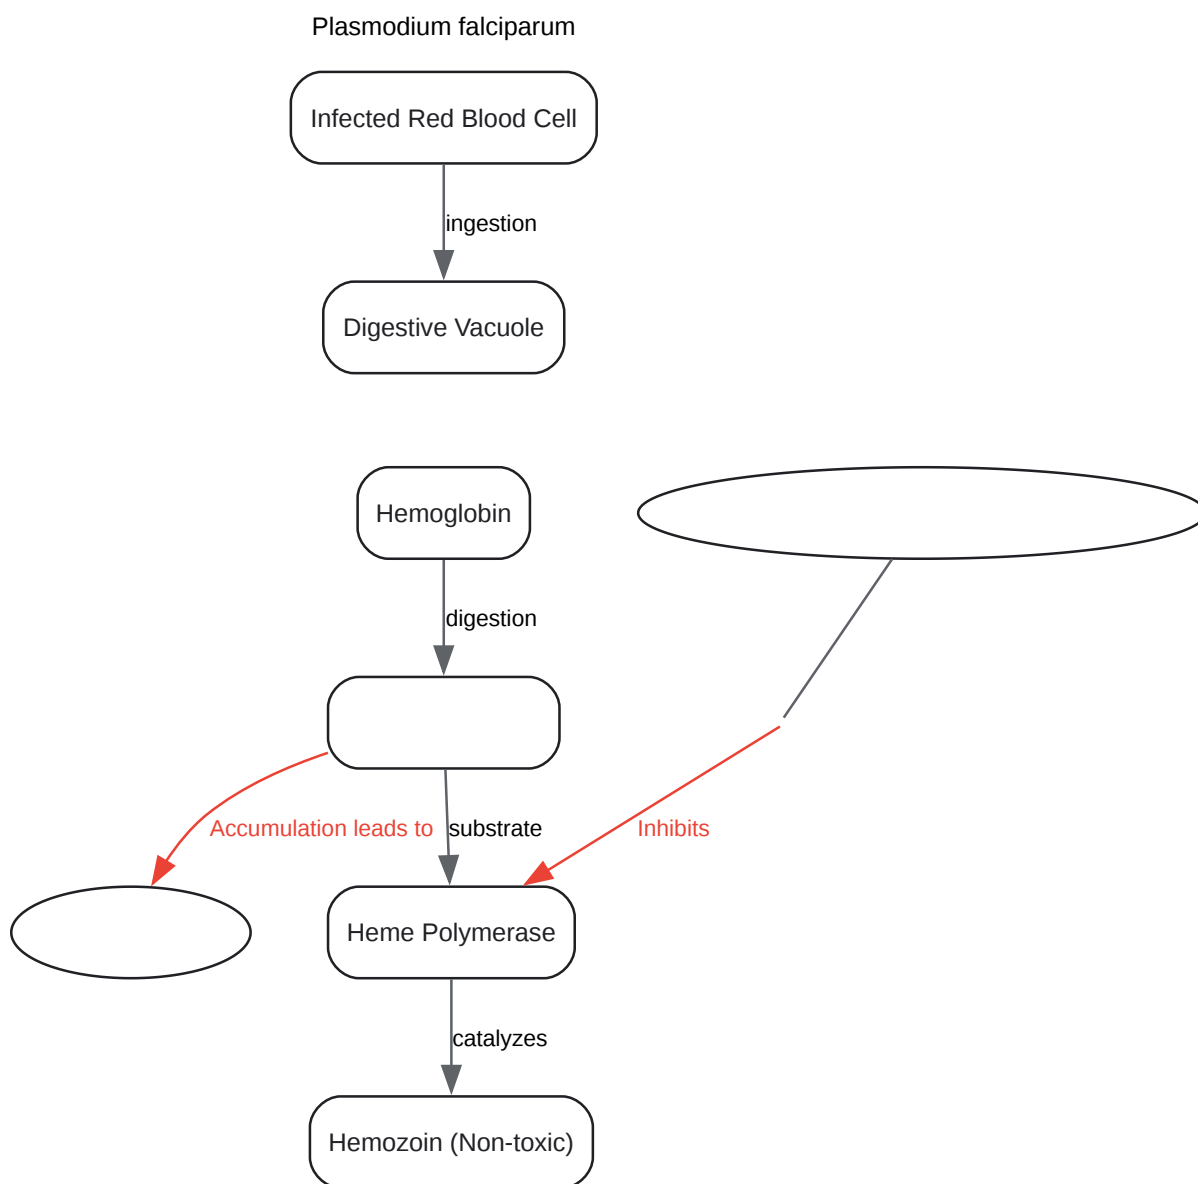 Plasmodium falciparum
Infected Red Blood Cell
ingestion
Digestive Vacuole
Hemoglobin
digestion
Accumulation leads to
substrate
Inhibits
Heme Polymerase
catalyzes
Hemozoin (Non-toxic)